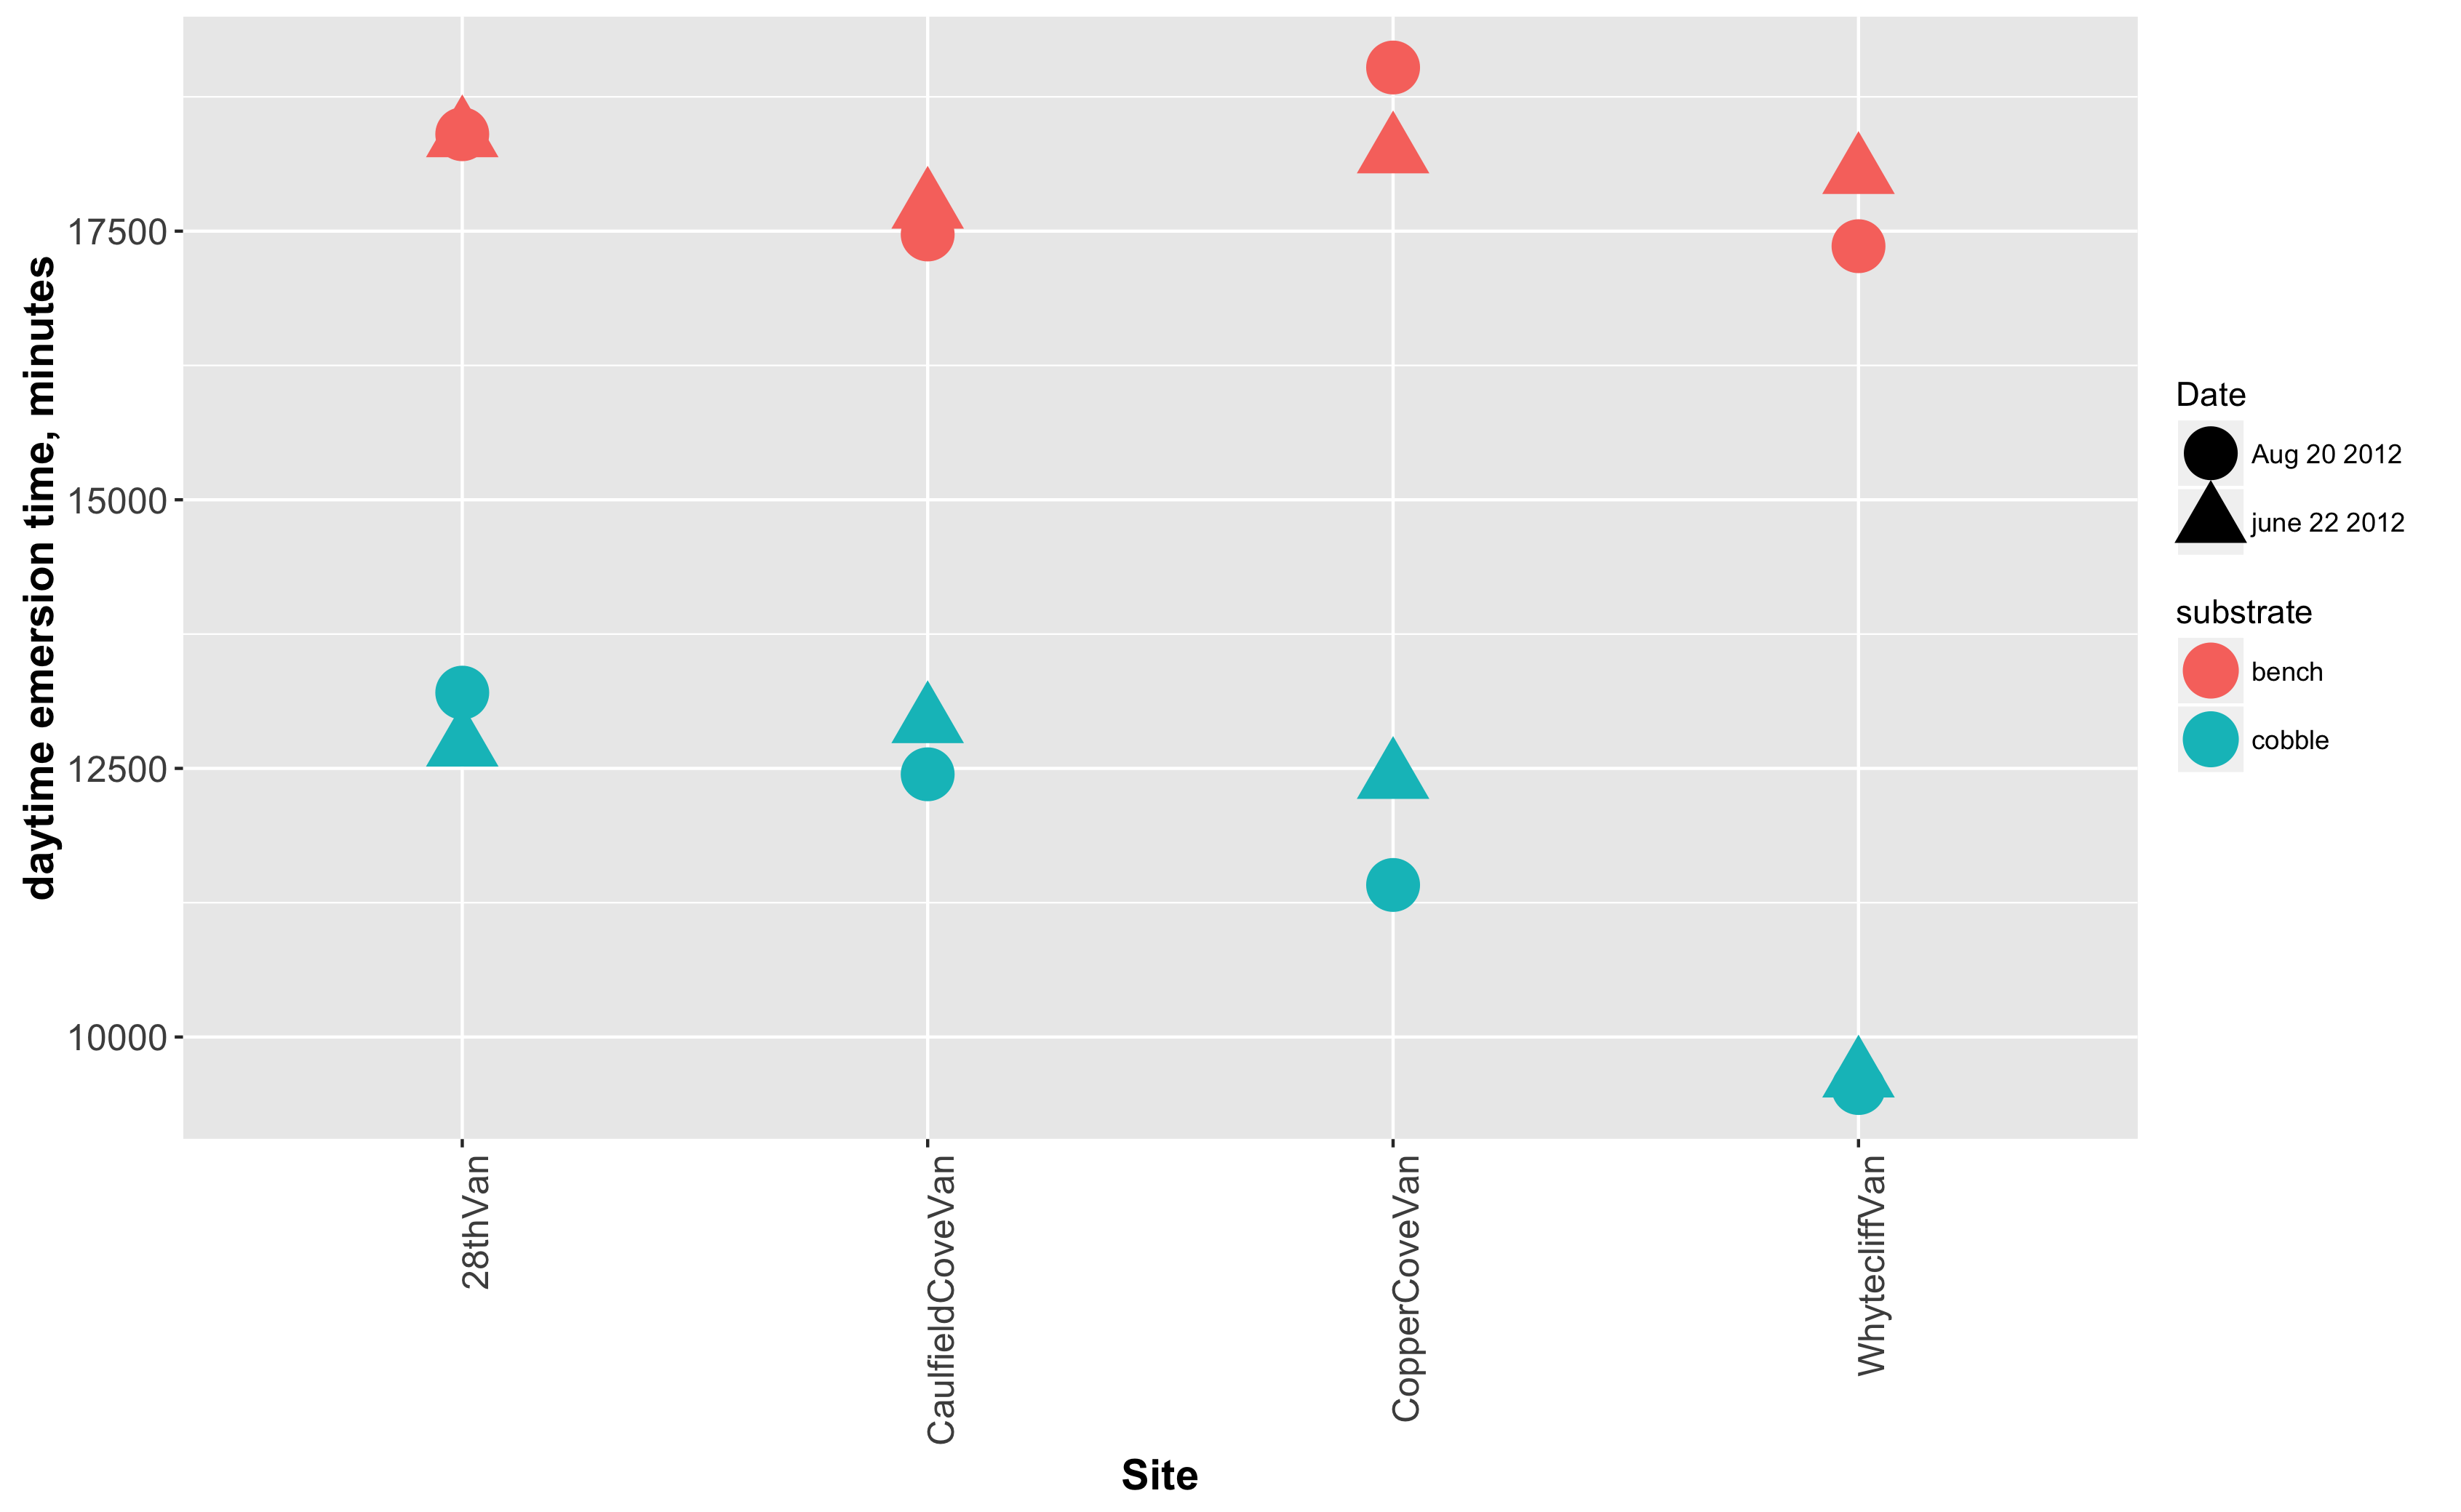 daytime emersion time, minutes
17500
15000
12500
10000
28thVan
CaulfieldCoveVan
CopperCoveVan
WhytecliffVan
Site
Date
Aug 20 2012
june 22 2012
substrate
bench
cobble